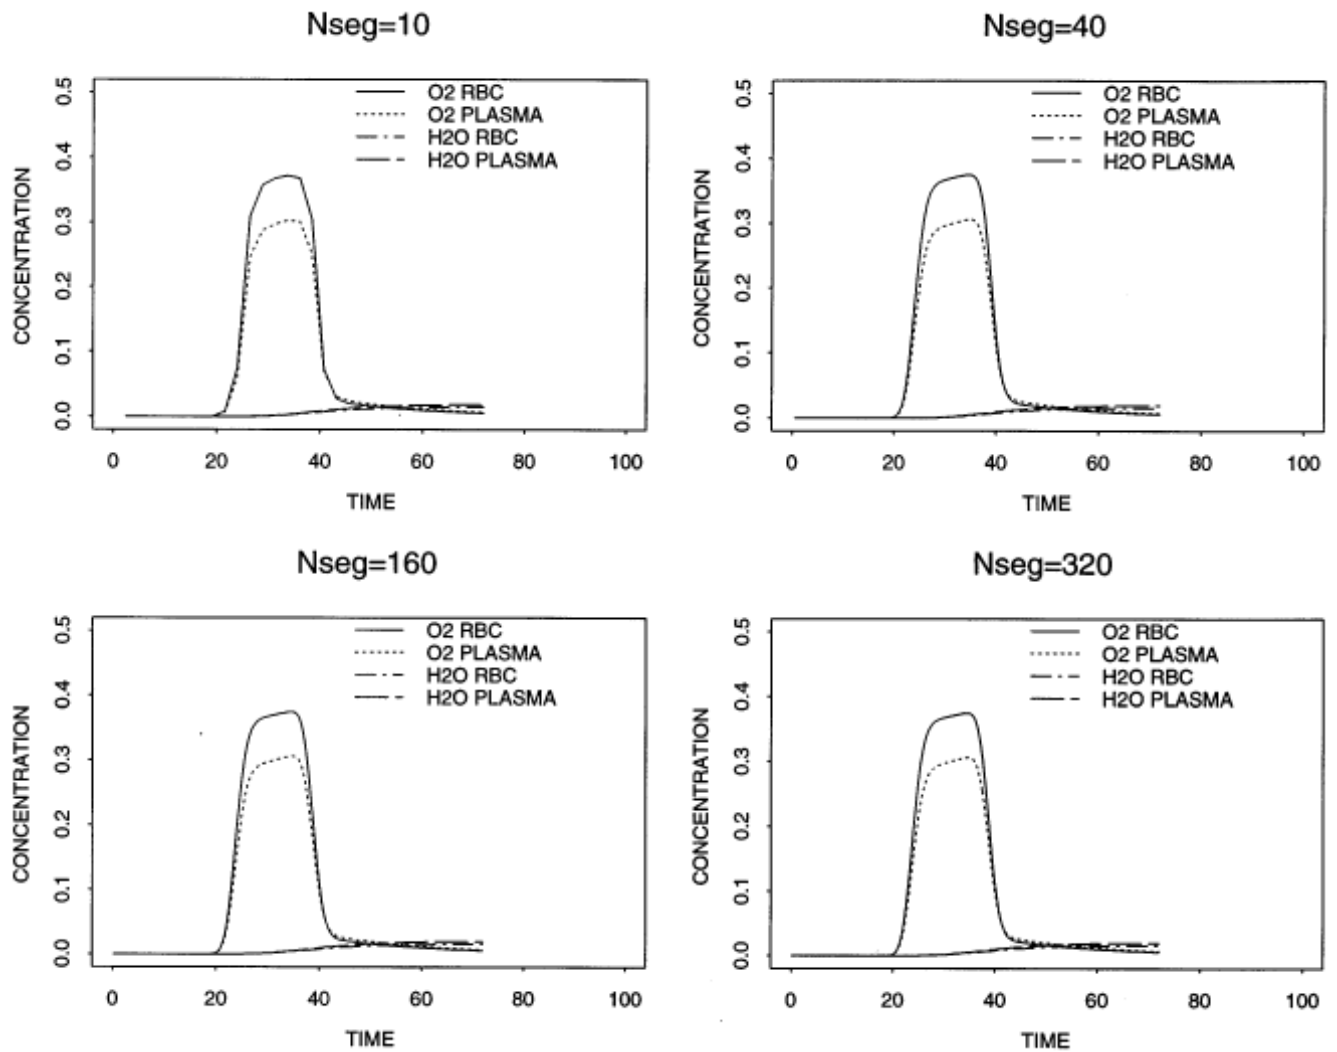 Nseg=10
0.5
0.4
0.3
0.2
0.1
0.0
CONCENTRATION
O2 RBC
O2 PLASMA
H2O RBC
H2O PLASMA
0 20 40 60 80 100
TIME
Nseg=40
0.5
0.4
0.3
0.2
0.1
0.0
CONCENTRATION
O2 RBC
O2 PLASMA
H2O RBC
H2O PLASMA
0 20 40 60 80 100
TIME
Nseg=160
0.5
0.4
0.3
0.2
0.1
0.0
CONCENTRATION
O2 RBC
O2 PLASMA
H2O RBC
H2O PLASMA
0 20 40 60 80 100
TIME
Nseg=320
0.5
0.4
0.3
0.2
0.1
0.0
CONCENTRATION
O2 RBC
O2 PLASMA
H2O RBC
H2O PLASMA
0 20 40 60 80 100
TIME